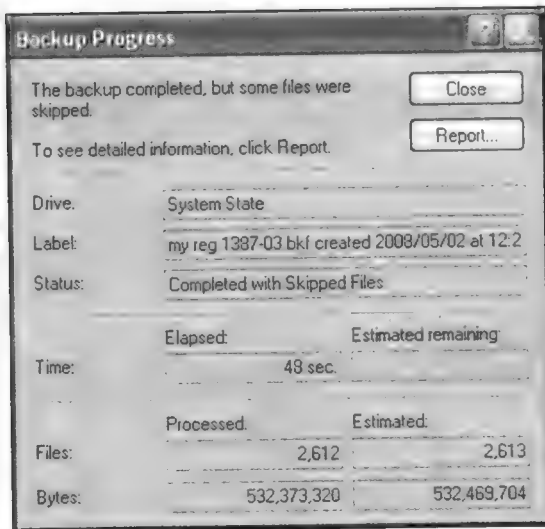 Backup Progress
The backup completed, but some files were
skipped.
Close
To see detailed information, click Report.
Report...
Drive:
System State
Label:
my reg 1387-03 bkf created 2008/05/02 at 12:2
Status:
Completed with Skipped Files
Elapsed: Estimated remaining:
Time: 48 sec.
Processed: Estimated:
Files: 2,612 2,613
Bytes: 532,373,320 532,469,704